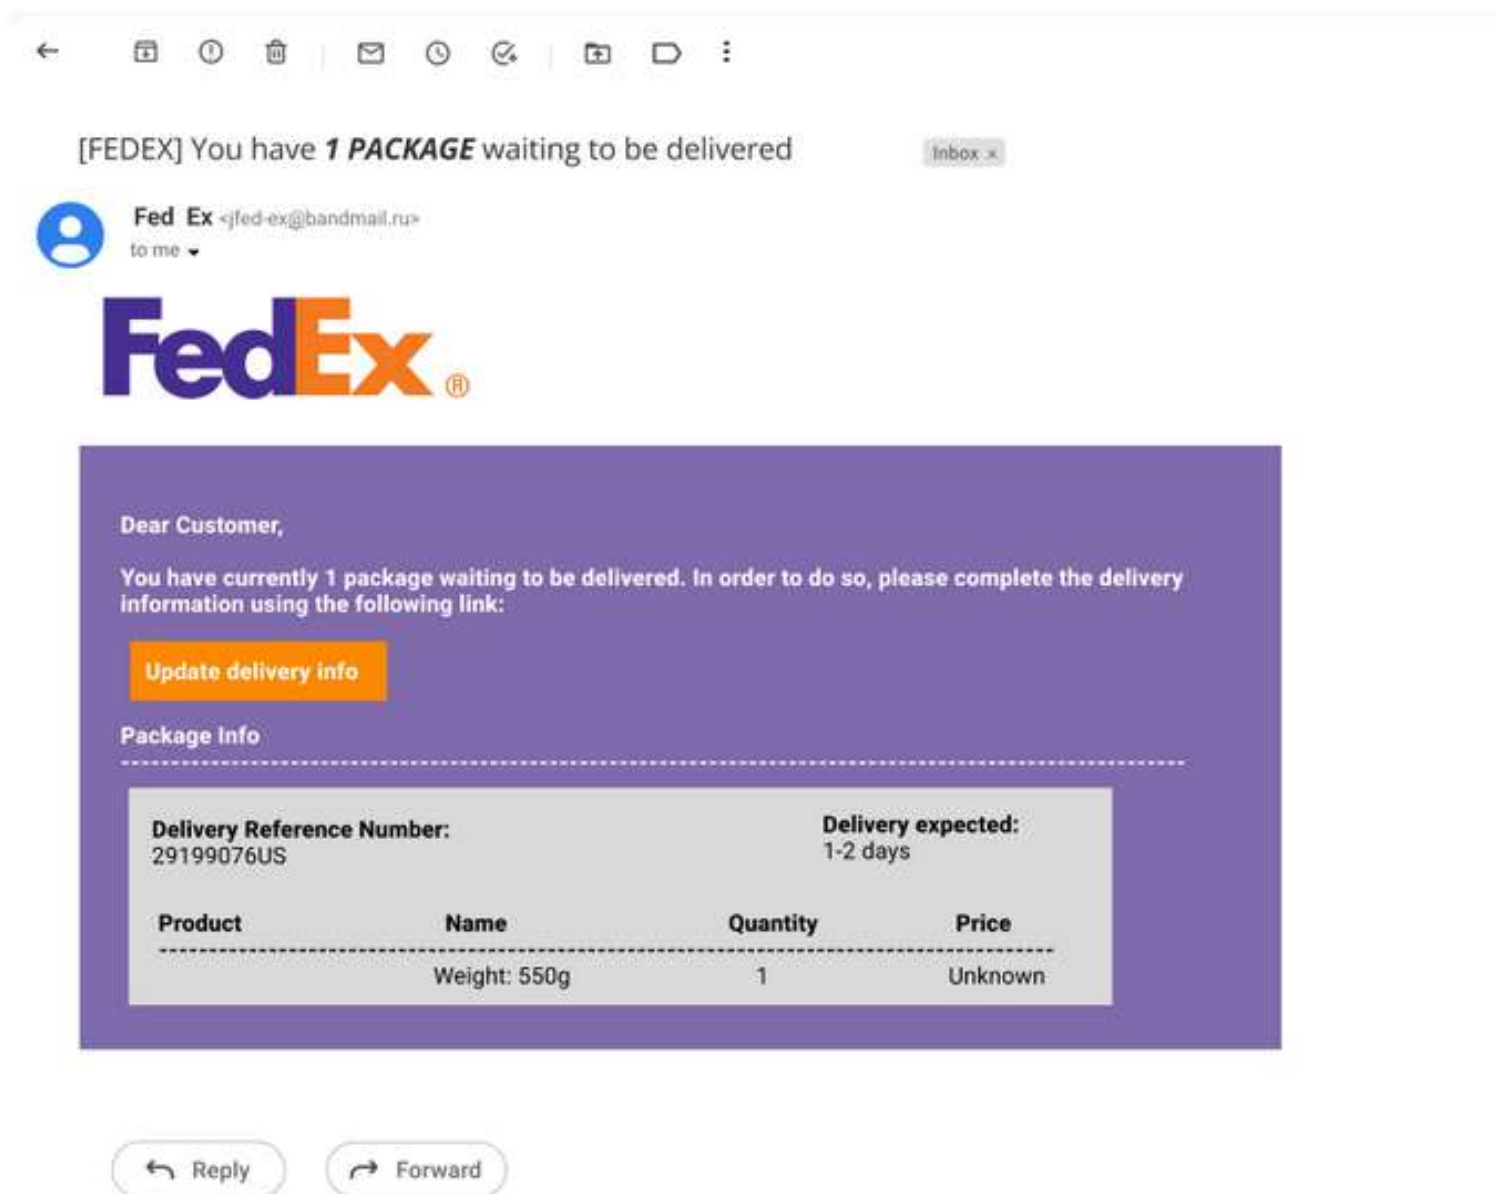 [FEDEX] You have 1 PACKAGE waiting to be delivered Inbox ×
Fed Ex <jfed-ex@bandmail.ru>
to me
FedEx®
Dear Customer,
You have currently 1 package waiting to be delivered. In order to do so, please complete the delivery
information using the following link:
Update delivery info
Package Info
Delivery Reference Number: Delivery expected:
29199076US 1-2 days
Product Name Quantity Price
Weight: 550g 1 Unknown
Reply Forward